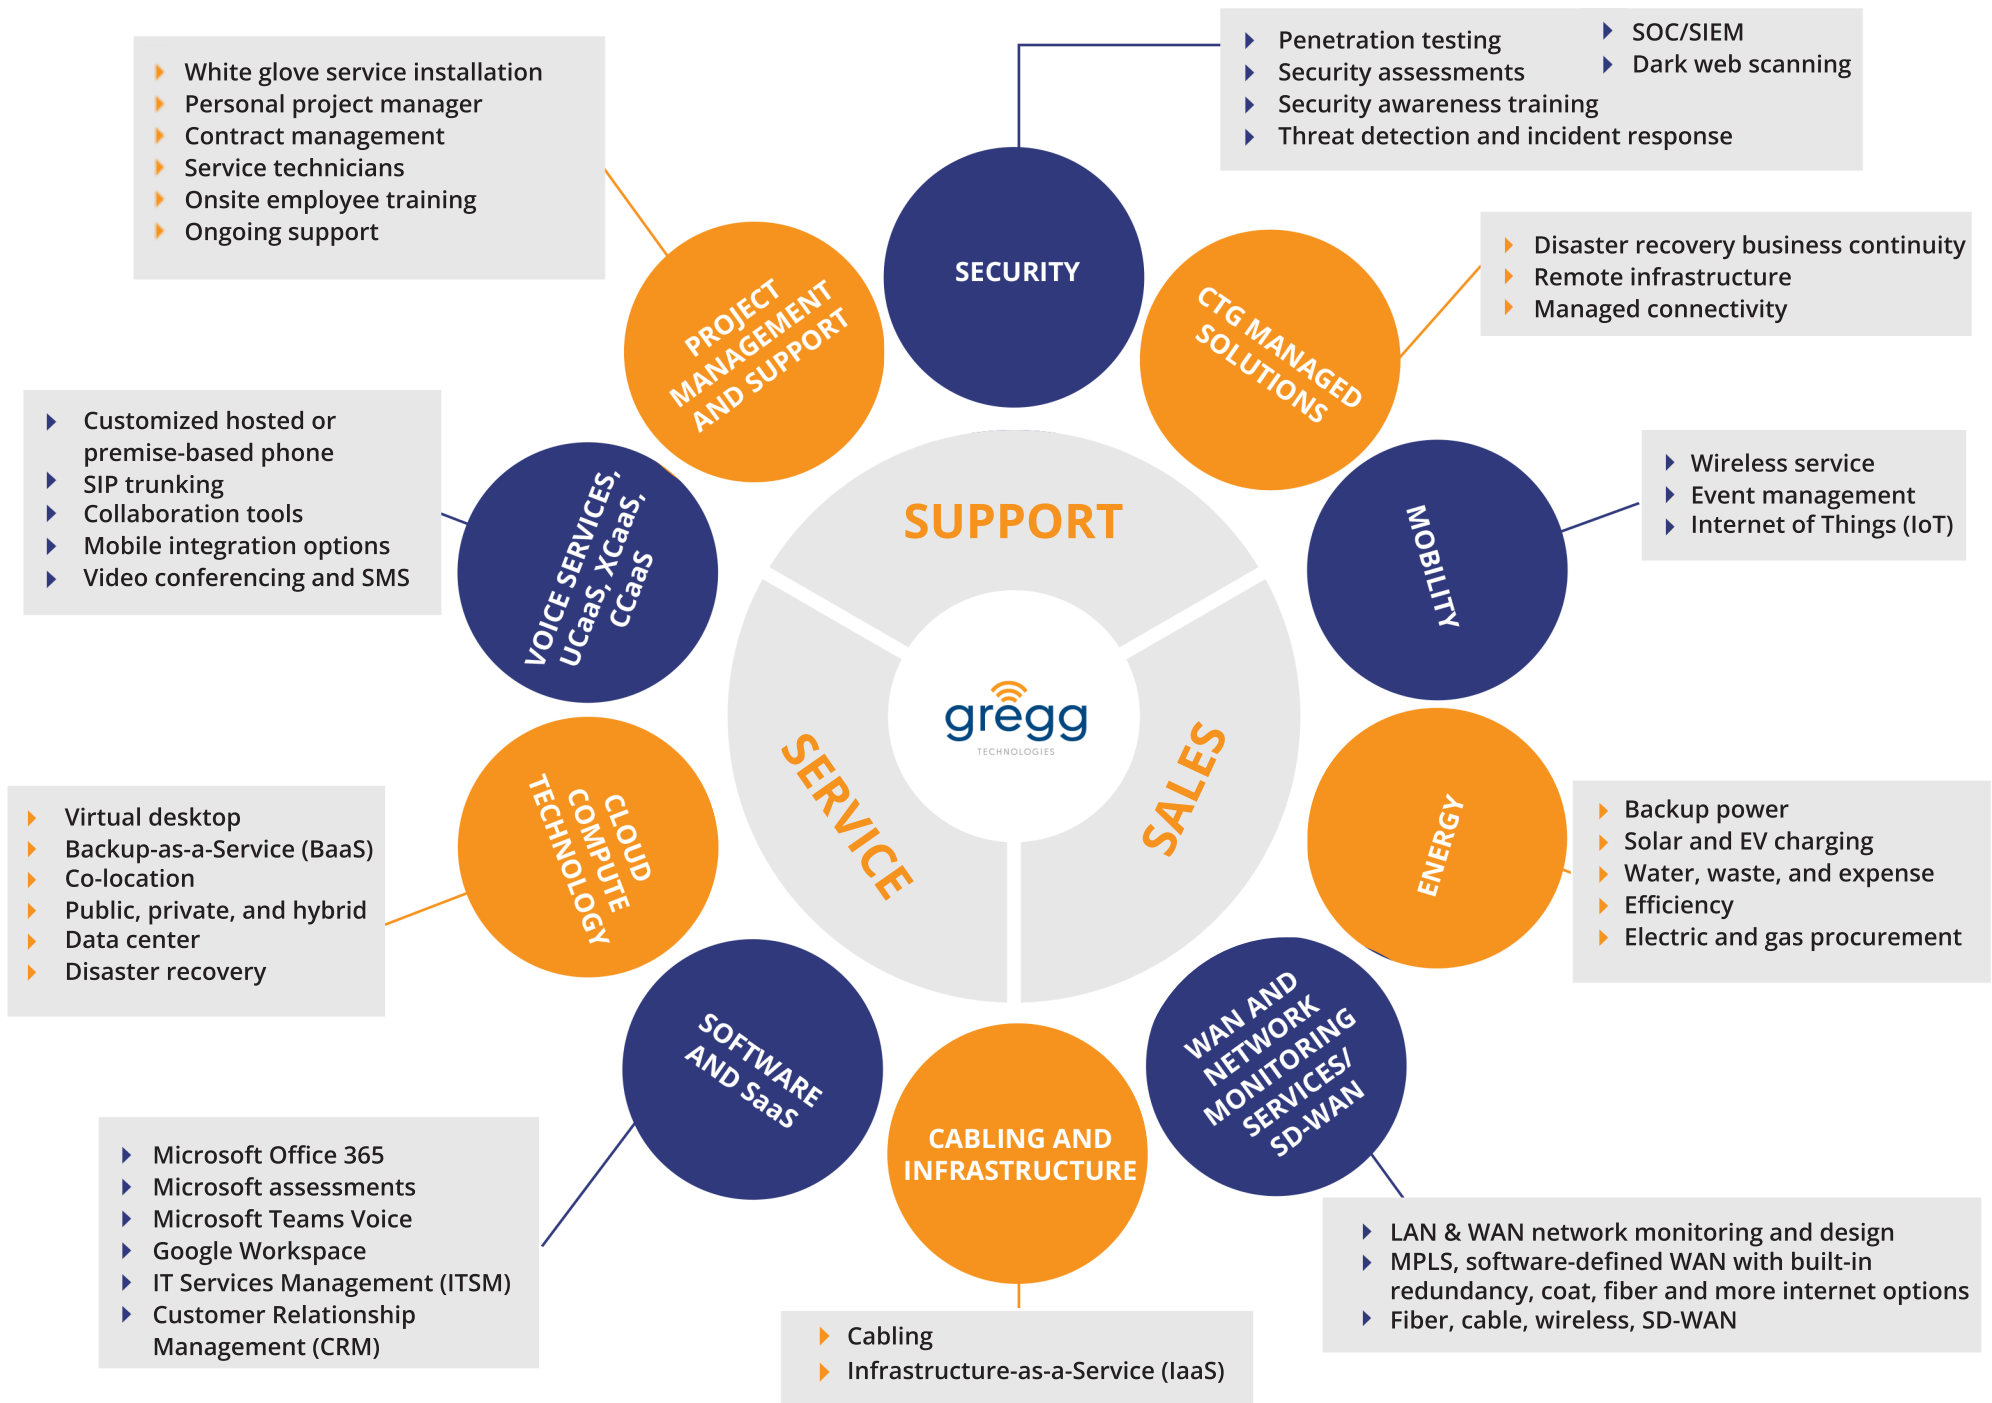 White glove service installation
Personal project manager
Contract management
Service technicians
Onsite employee training
Ongoing support
PROJECT
MANAGEMENT
AND SUPPORT
Penetration testing
Security assessments
Security awareness training
Threat detection and incident response
SOC/SIEM
Dark web scanning
SECURITY
Disaster recovery business continuity
Remote infrastructure
Managed connectivity
CTG MANAGED
SOLUTIONS
Customized hosted or
premise-based phone
SIP trunking
Collaboration tools
Mobile integration options
Video conferencing and SMS
VOICE SERVICES,
UCaaS, XCaaS,
CCaaS
Wireless service
Event management
Internet of Things (IoT)
MOBILITY
SUPPORT
SERVICE
SALES
gregg
TECHNOLOGIES
Virtual desktop
Backup-as-a-Service (BaaS)
Co-location
Public, private, and hybrid
Data center
Disaster recovery
CLOUD
COMPUTE
TECHNOLOGY
Backup power
Solar and EV charging
Water, waste, and expense
Efficiency
Electric and gas procurement
ENERGY
Microsoft Office 365
Microsoft assessments
Microsoft Teams Voice
Google Workspace
IT Services Management (ITSM)
Customer Relationship
Management (CRM)
SOFTWARE
AND SaaS
CABLING AND
INFRASTRUCTURE
Cabling
Infrastructure-as-a-Service (IaaS)
WAN AND
NETWORK
MONITORING
SERVICES/
SD-WAN
LAN & WAN network monitoring and design
MPLS, software-defined WAN with built-in
redundancy, coat, fiber and more internet options
Fiber, cable, wireless, SD-WAN